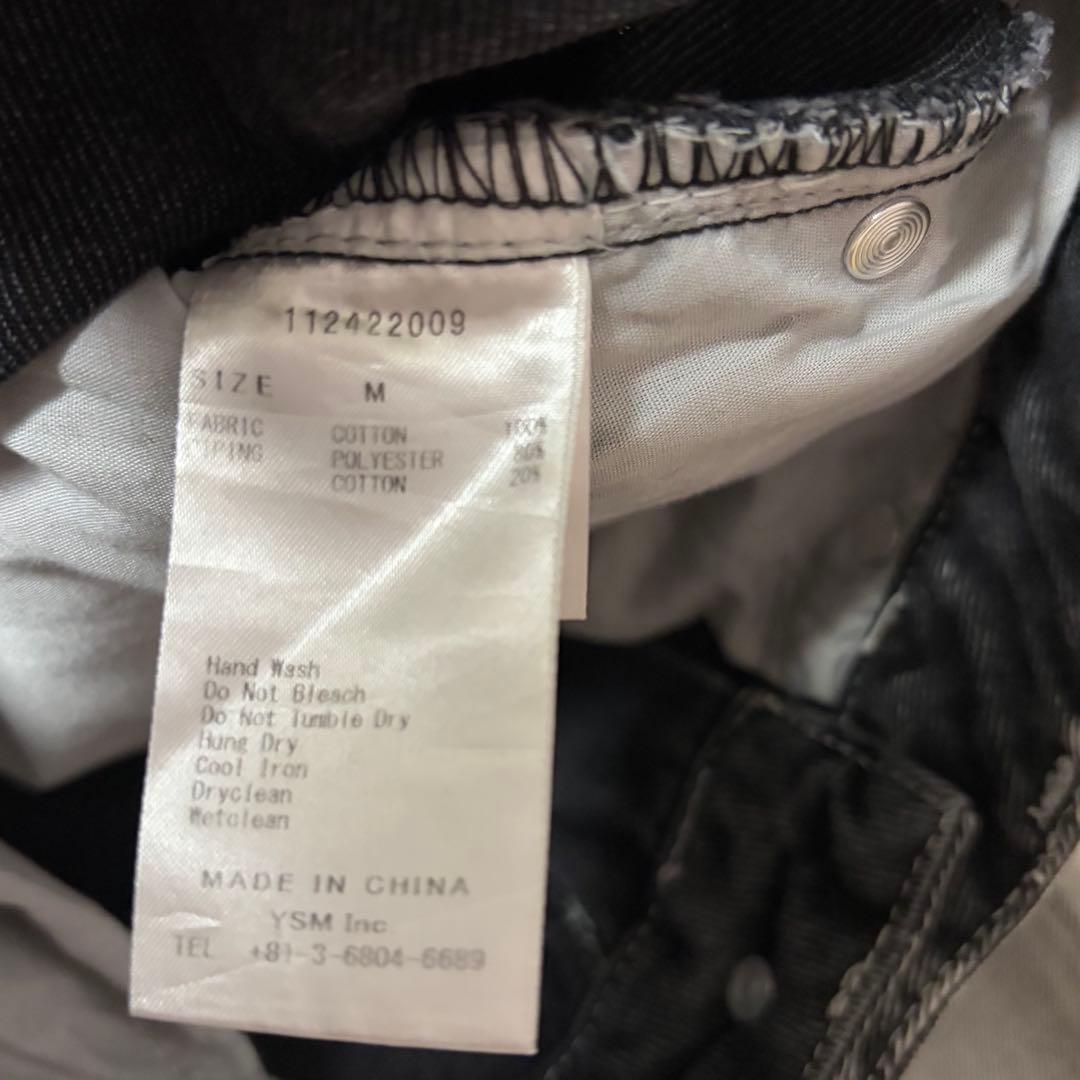 112422009
SIZE M
FABRIC COTTON 100%
PIPING POLYESTER 80%
COTTON 20%
Hand Wash
Do Not Bleach
Do Not Tumble Dry
Hung Dry
Cool Iron
Dryclean
Wetclean
MADE IN CHINA
YSM Inc.
TEL +81-3-6804-6689